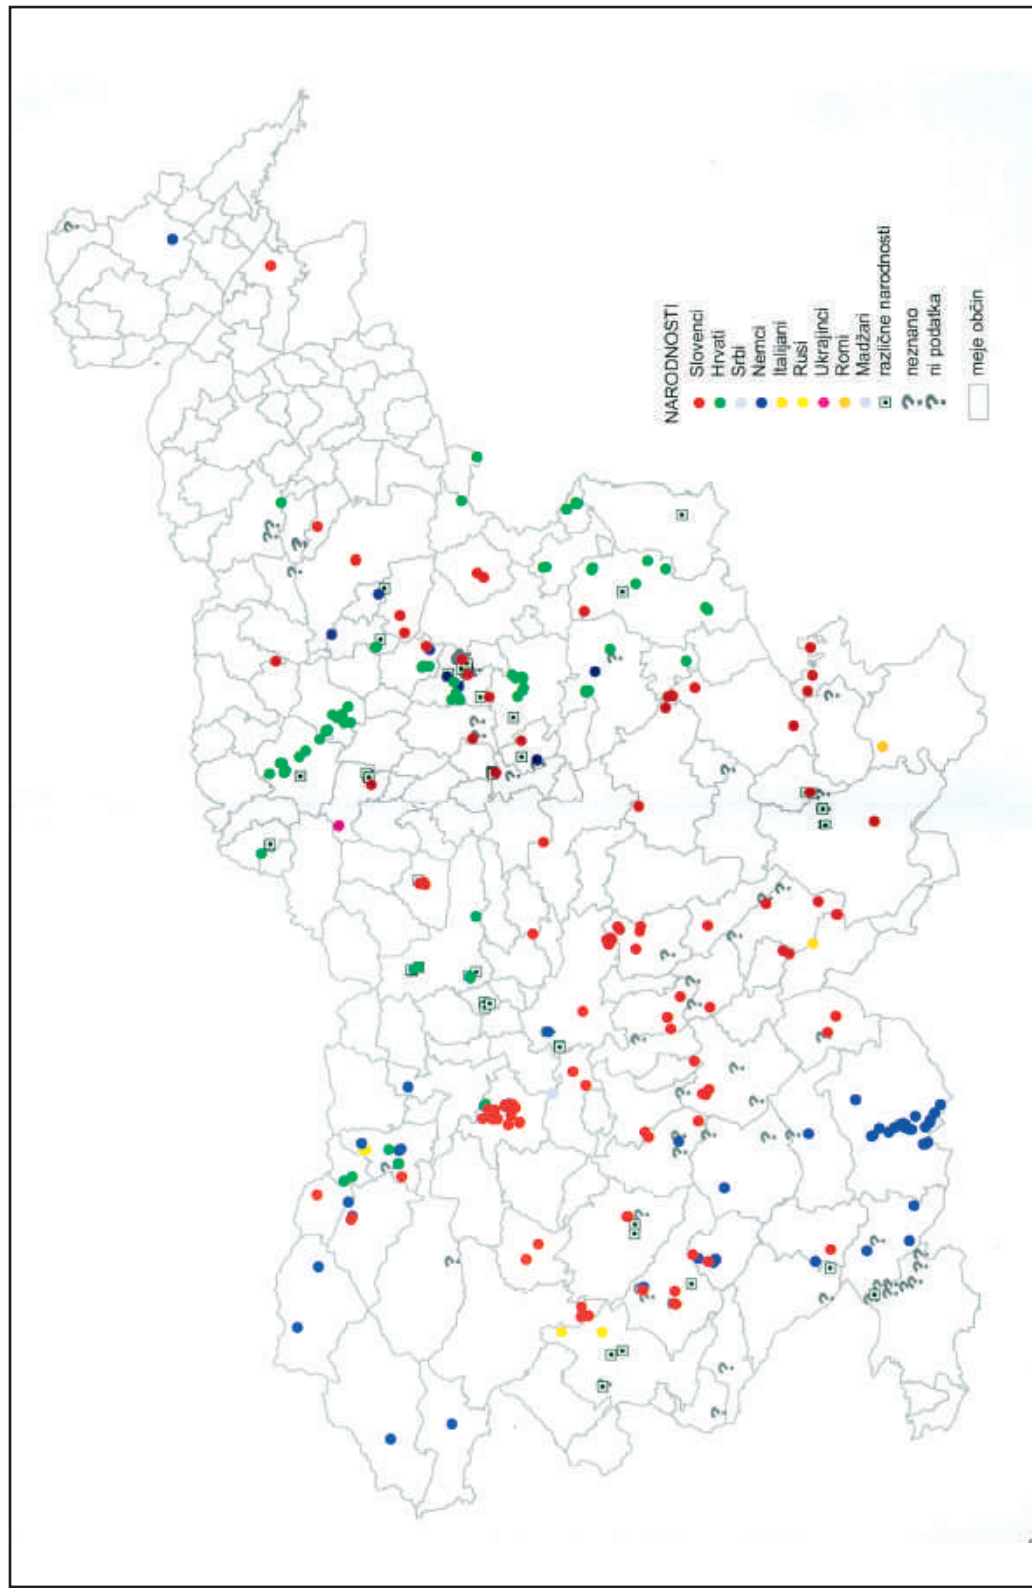 NARODNOSTI
Slovenci
Hrvati
Srbi
Nemci
Italijani
Rusi
Ukrajinci
Romi
Madžari
različne narodnosti
? neznano
? ni podatka
meje občin